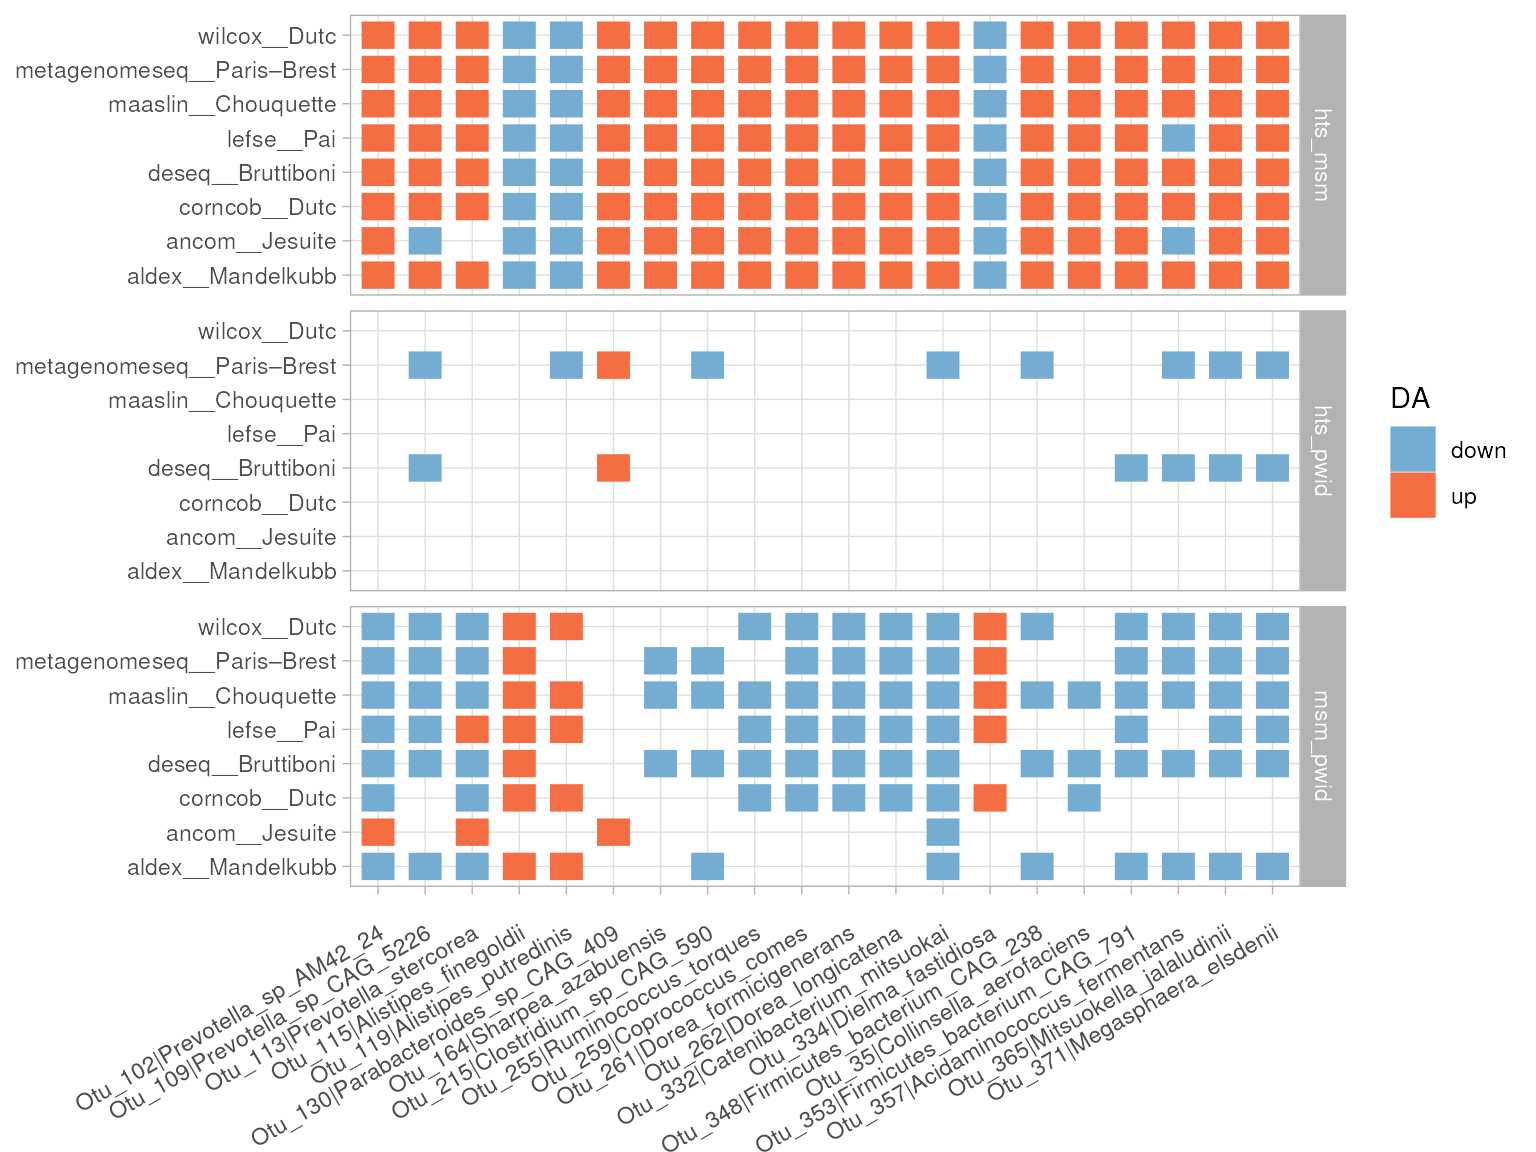 wilcox__Dutc
metagenomeseq__Paris–Brest
maaslin__Chouquette
lefse__Pai
deseq__Bruttiboni
corncob__Dutc
ancom__Jesuite
aldex__Mandelkubb
hts_msm
wilcox__Dutc
metagenomeseq__Paris–Brest
maaslin__Chouquette
lefse__Pai
deseq__Bruttiboni
corncob__Dutc
ancom__Jesuite
aldex__Mandelkubb
hts_pwid
wilcox__Dutc
metagenomeseq__Paris–Brest
maaslin__Chouquette
lefse__Pai
deseq__Bruttiboni
corncob__Dutc
ancom__Jesuite
aldex__Mandelkubb
msm_pwid
Otu_102|Prevotella_sp_AM42_24
Otu_109|Prevotella_sp_CAG_5226
Otu_113|Prevotella_stercorea
Otu_115|Alistipes_finegoldii
Otu_119|Alistipes_putredinis
Otu_130|Parabacteroides_sp_CAG_409
Otu_164|Sharpea_azabuensis
Otu_215|Clostridium_sp_CAG_590
Otu_255|Ruminococcus_torques
Otu_259|Coprococcus_comes
Otu_261|Dorea_formicigenerans
Otu_262|Dorea_longicatena
Otu_332|Catenibacterium_mitsuokai
Otu_334|Dielma_fastidiosa
Otu_348|Firmicutes_bacterium_CAG_238
Otu_35|Collinsella_aerofaciens
Otu_353|Firmicutes_bacterium_CAG_791
Otu_357|Acidaminococcus_fermentans
Otu_365|Mitsuokella_jalaludinii
Otu_371|Megasphaera_elsdenii
DA
down
up